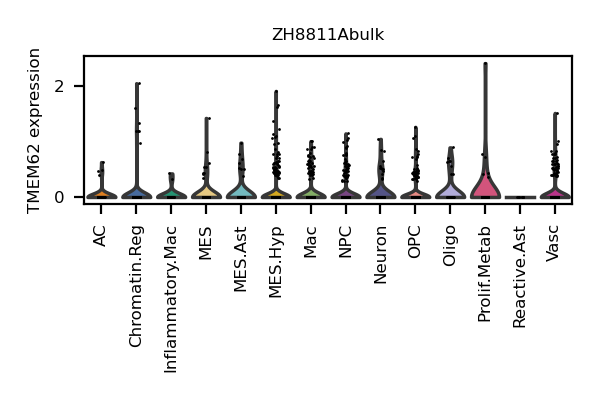 ZH8811Abulk
TMEM62 expression
2
0
AC
Chromatin.Reg
Inflammatory.Mac
MES
MES.Ast
MES.Hyp
Mac
NPC
Neuron
OPC
Oligo
Prolif.Metab
Reactive.Ast
Vasc